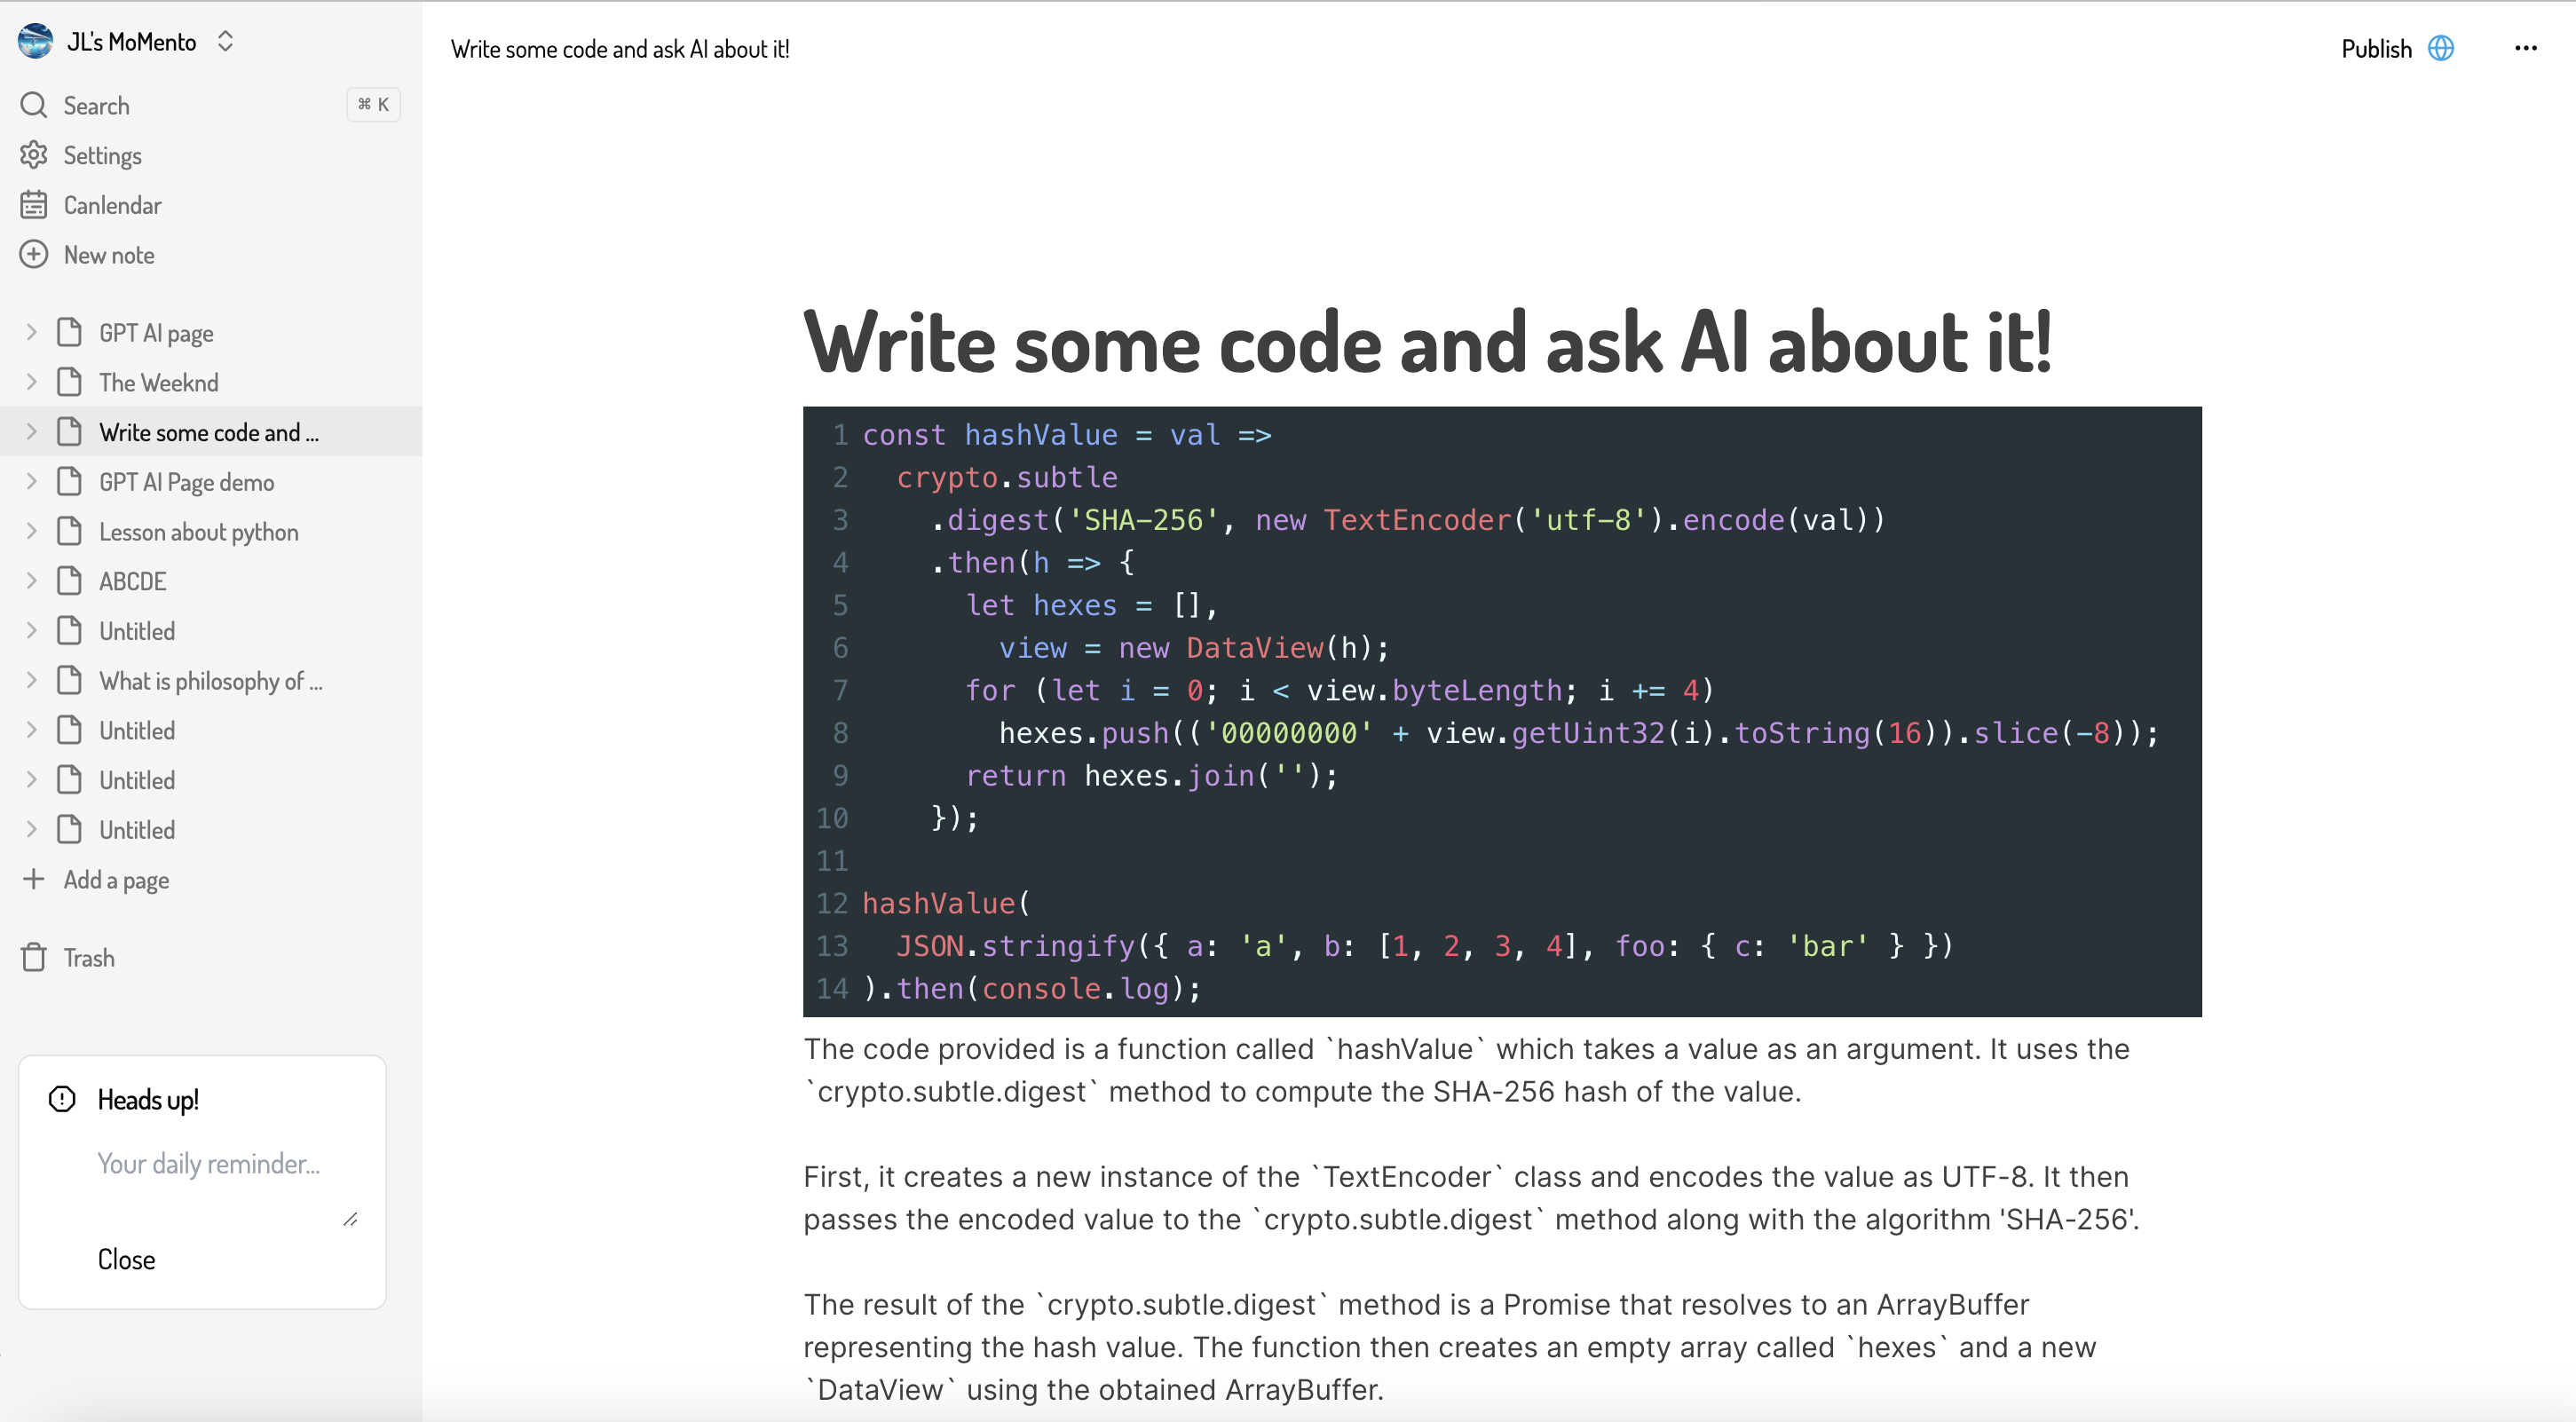 JL's MoMento
Search
⌘ K
Settings
Canlendar
New note
GPT AI page
The Weeknd
Write some code and ...
GPT AI Page demo
Lesson about python
ABCDE
Untitled
What is philosophy of ...
Untitled
Untitled
Untitled
Add a page
Trash
Heads up!
Your daily reminder...
Close
Write some code and ask AI about it!
Publish
Write some code and ask AI about it!
1 const hashValue = val =>
2   crypto.subtle
3     .digest('SHA-256', new TextEncoder('utf-8').encode(val))
4     .then(h => {
5       let hexes = [],
6         view = new DataView(h);
7       for (let i = 0; i < view.byteLength; i += 4)
8         hexes.push(('00000000' + view.getUint32(i).toString(16)).slice(-8));
9       return hexes.join('');
10     });
11
12 hashValue(
13   JSON.stringify({ a: 'a', b: [1, 2, 3, 4], foo: { c: 'bar' } })
14 ).then(console.log);
The code provided is a function called `hashValue` which takes a value as an argument. It uses the
`crypto.subtle.digest` method to compute the SHA-256 hash of the value.
First, it creates a new instance of the `TextEncoder` class and encodes the value as UTF-8. It then
passes the encoded value to the `crypto.subtle.digest` method along with the algorithm 'SHA-256'.
The result of the `crypto.subtle.digest` method is a Promise that resolves to an ArrayBuffer
representing the hash value. The function then creates an empty array called `hexes` and a new
`DataView` using the obtained ArrayBuffer.